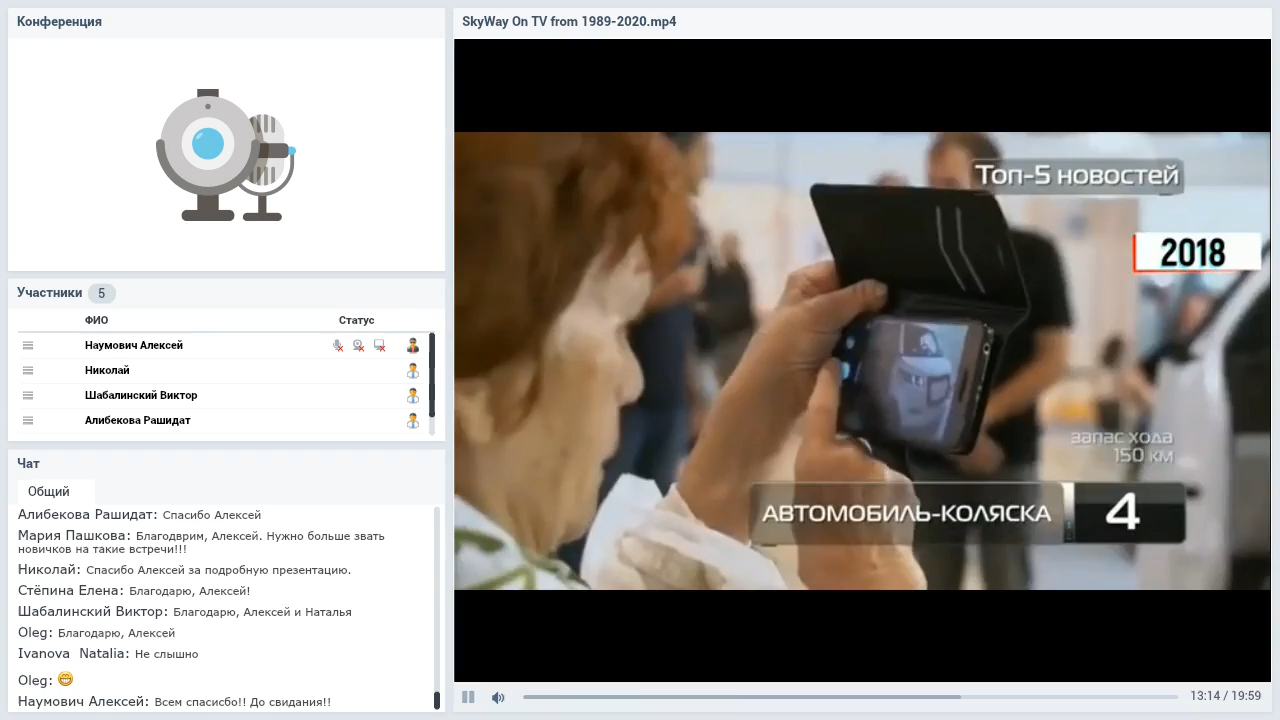 Конференция
Участники 5
ФИО Статус
Наумович Алексей
Николай
Шабалинский Виктор
Алибекова Рашидат
Чат
Общий
Алибекова Рашидат: Спасибо Алексей
Мария Пашкова: Благодврим, Алексей. Нужно больше звать
новичков на такие встречи!!!
Николай: Спасибо Алексей за подробную презентацию.
Стёпина Елена: Благодарю, Алексей!
Шабалинский Виктор: Благодарю, Алексей и Наталья
Oleg: Благодарю, Алексей
Ivanova Natalia: Не слышно
Oleg:
Наумович Алексей: Всем спасисбо!! До свидания!!
SkyWay On TV from 1989-2020.mp4
Топ-5 новостей
2018
запас хода
150 км
АВТОМОБИЛЬ-КОЛЯСКА 4
13:14 / 19:59